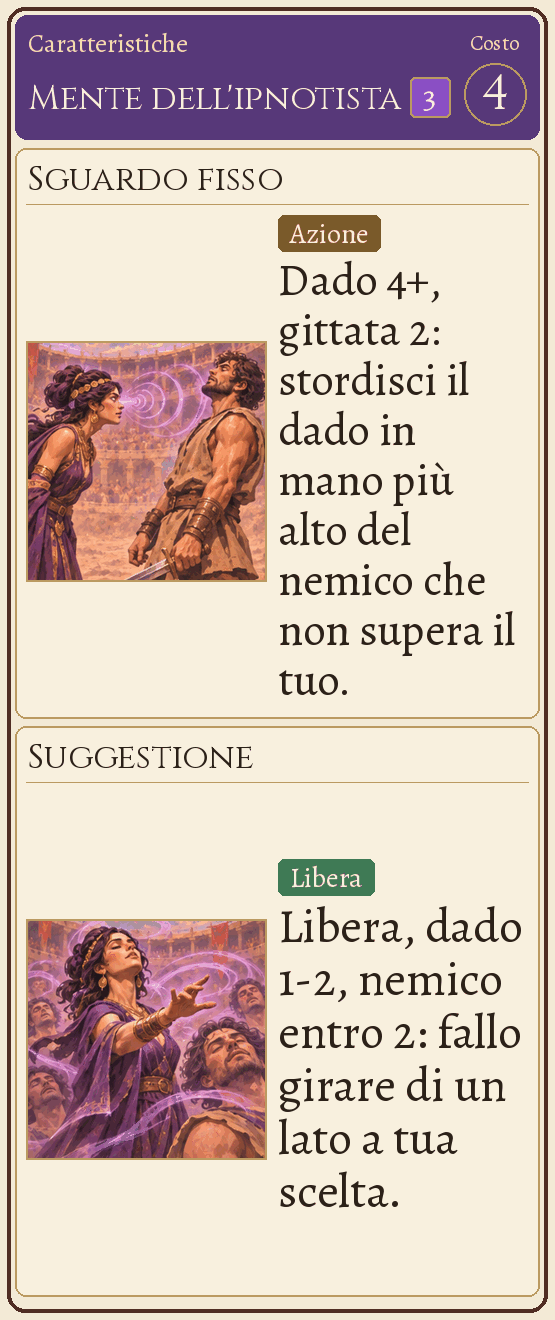 Caratteristiche
Costo
Mente dell'ipnotista 3 4
Sguardo fisso
Azione
Dado 4+,
gittata 2:
stordisci il
dado in
mano più
alto del
nemico che
non supera il
tuo.
Suggestione
Libera
Libera, dado
1-2, nemico
entro 2: fallo
girare di un
lato a tua
scelta.